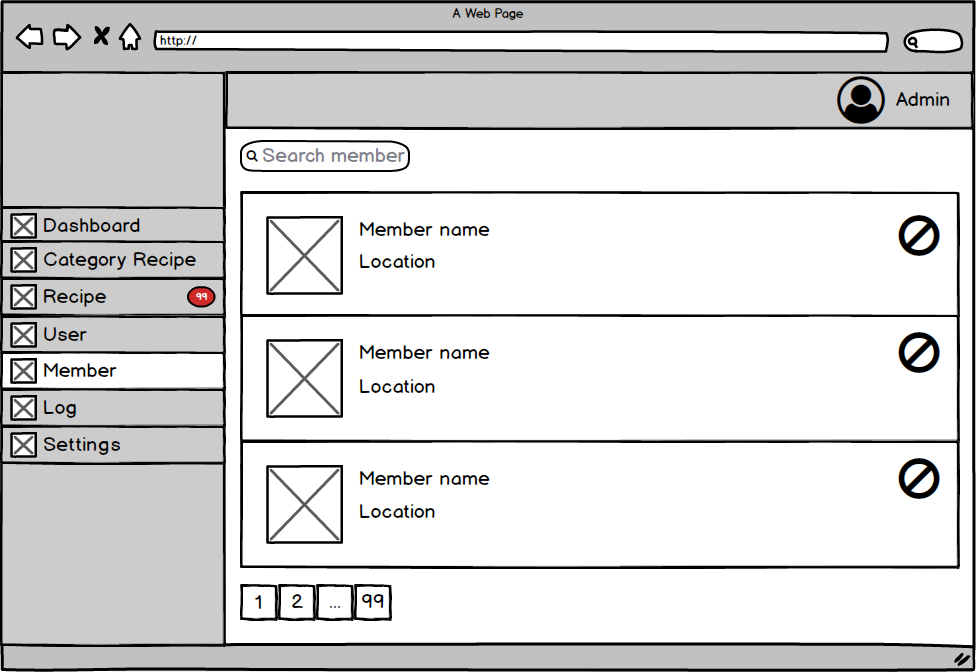 A Web Page
http://
Admin
Search member
Dashboard
Category Recipe
Recipe 99
User
Member
Log
Settings
Member name
Location
Member name
Location
Member name
Location
1 2 ... 99